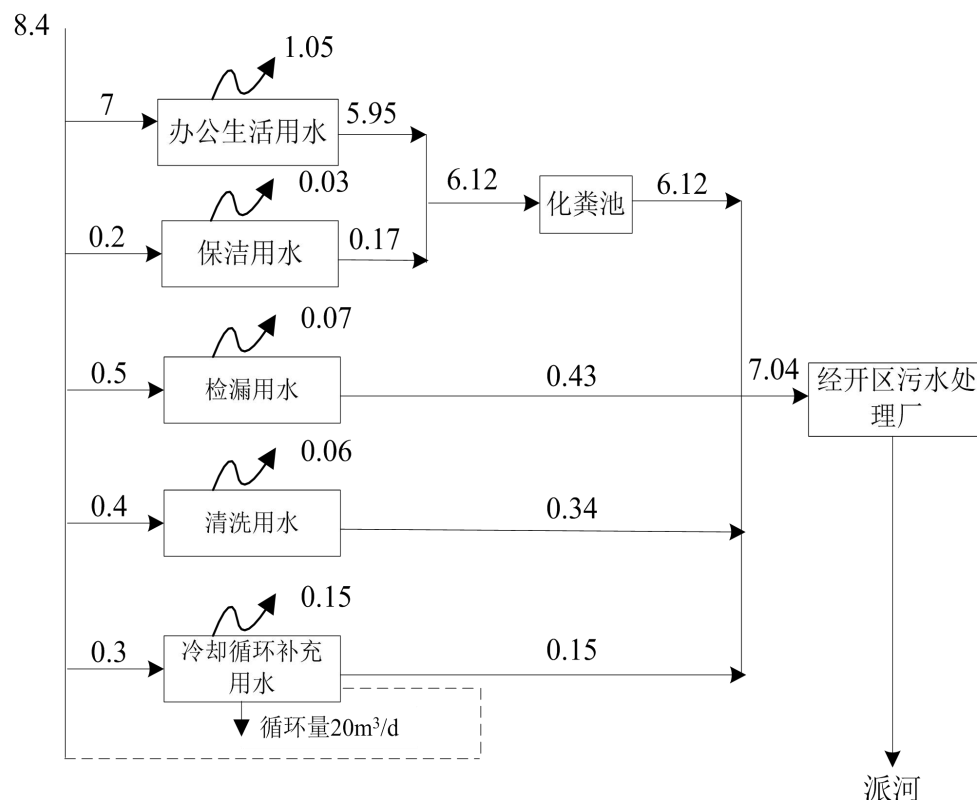 8.4
1.05
7
办公生活用水
5.95
0.03
0.2
保洁用水
0.17
6.12
化粪池
6.12
0.07
0.5
检漏用水
0.43
7.04
经开区污水处
理厂
0.06
0.4
清洗用水
0.34
0.15
0.3
冷却循环补充
用水
0.15
循环量20m³/d
派河